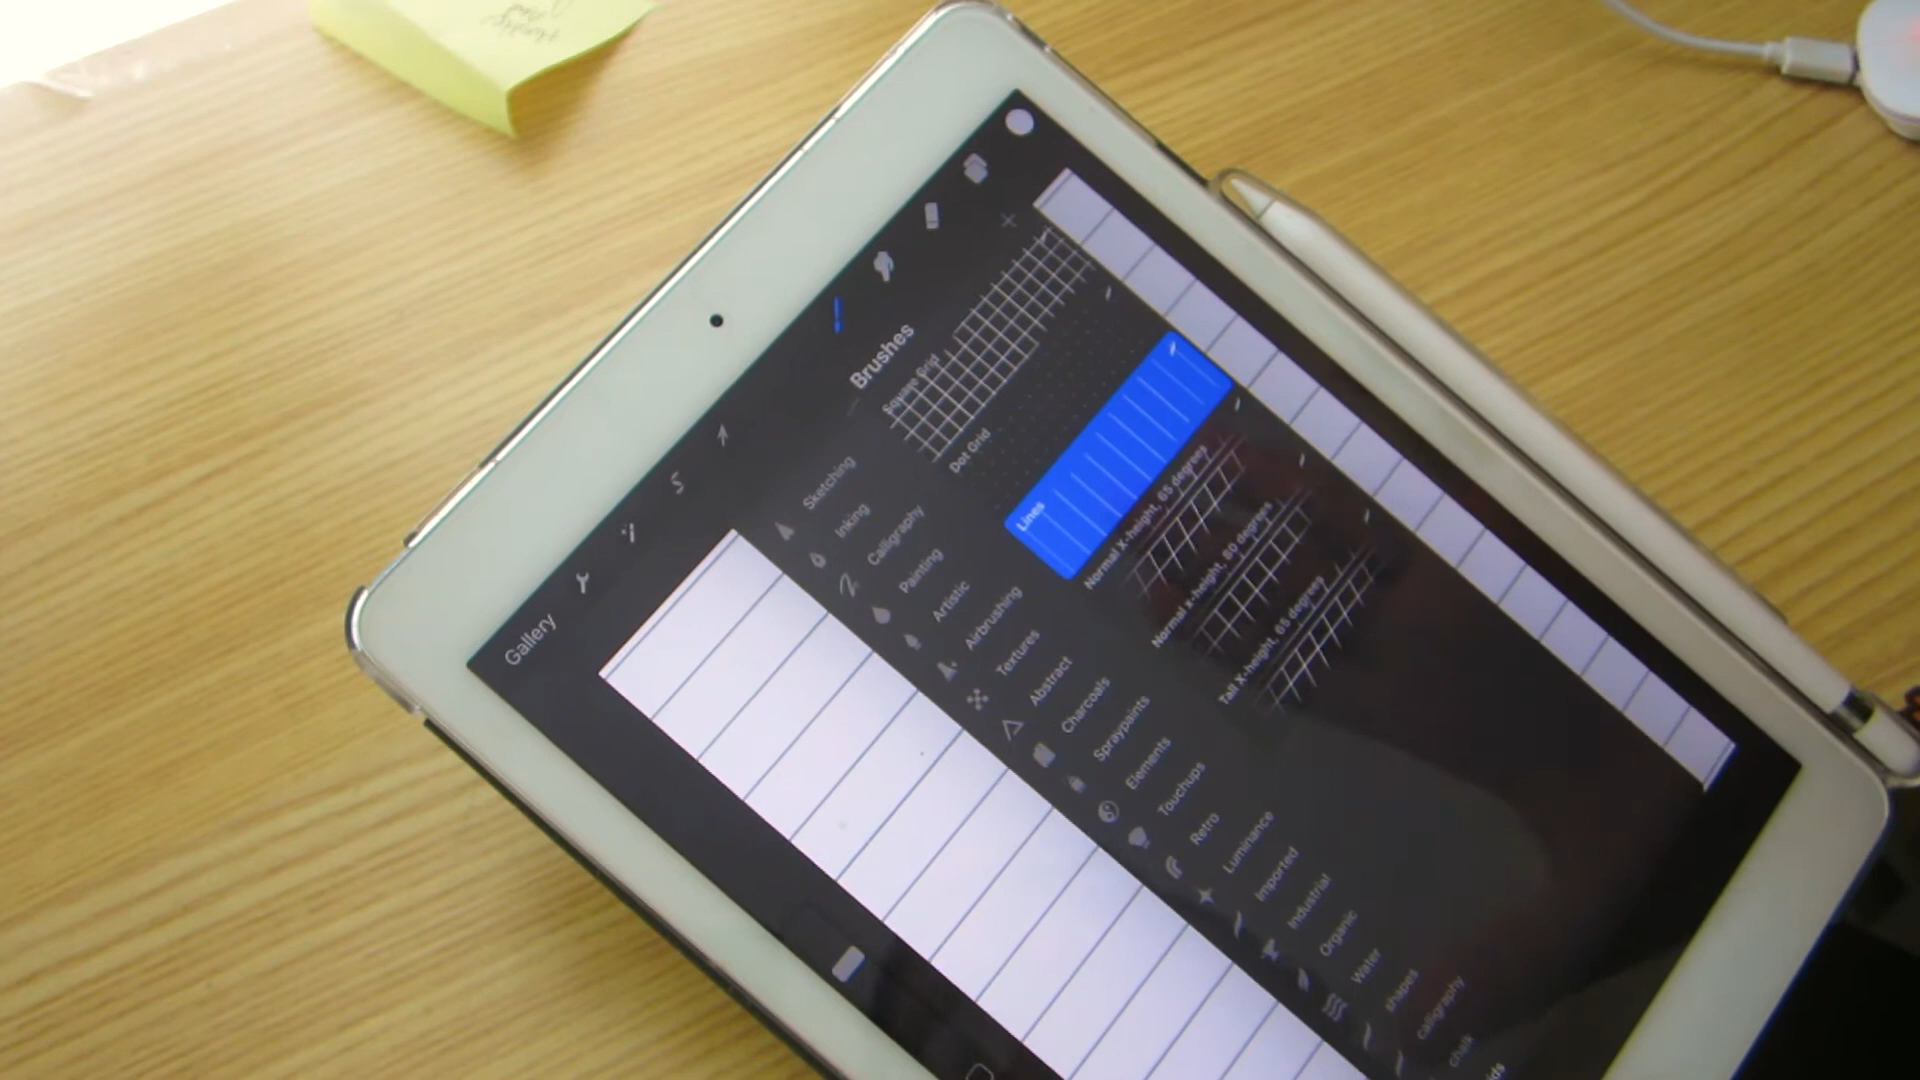 Gallery
Brushes
Sketching
Inking
Calligraphy
Painting
Artistic
Airbrushing
Textures
Abstract
Charcoals
Spraypaints
Elements
Touchups
Retro
Luminance
Imported
Industrial
Organic
Water
shapes
calligraphy
chalk
Square Grid
Dot Grid
Lines
Normal X-height, 65 degrees
Normal x-height, 80 degrees
Tall X-height, 65 degrees